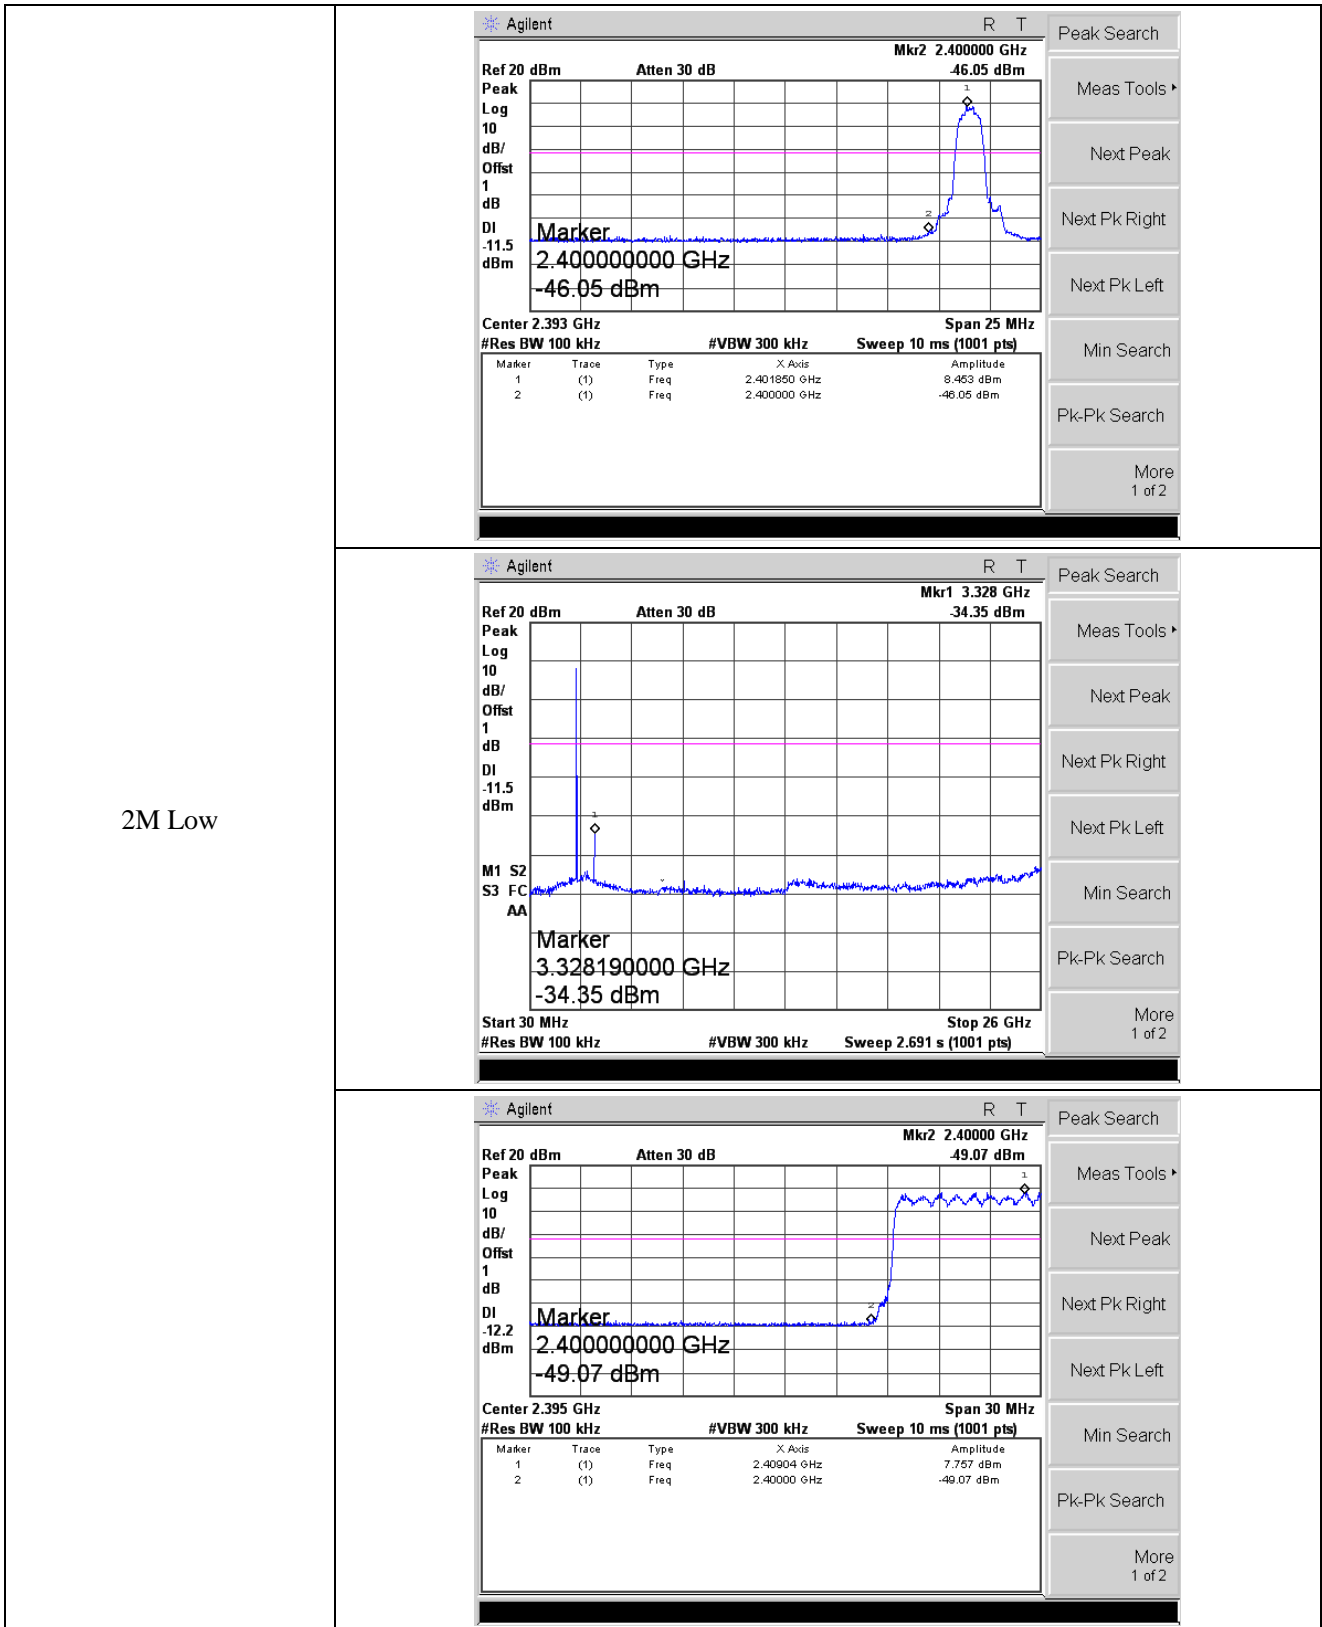 2M Low
Agilent R T
Peak Search
Mkr2 2.400000 GHz
Ref 20 dBm Atten 30 dB -46.05 dBm
Peak
Log
10
dB/
Offst
1
dB
DI
-11.5
dBm
1
2
Marker
2.400000000 GHz
-46.05 dBm
Center 2.393 GHz Span 25 MHz
#Res BW 100 kHz #VBW 300 kHz Sweep 10 ms (1001 pts)
Marker Trace Type X Axis Amplitude
1 (1) Freq 2.401850 GHz 8.453 dBm
2 (1) Freq 2.400000 GHz -46.05 dBm
Meas Tools
Next Peak
Next Pk Right
Next Pk Left
Min Search
Pk-Pk Search
More
1 of 2
Agilent R T
Peak Search
Mkr1 3.328 GHz
Ref 20 dBm Atten 30 dB -34.35 dBm
Peak
Log
10
dB/
Offst
1
dB
DI
-11.5
dBm
1
M1 S2
S3 FC
AA
Marker
3.328190000 GHz
-34.35 dBm
Start 30 MHz Stop 26 GHz
#Res BW 100 kHz #VBW 300 kHz Sweep 2.691 s (1001 pts)
Meas Tools
Next Peak
Next Pk Right
Next Pk Left
Min Search
Pk-Pk Search
More
1 of 2
Agilent R T
Peak Search
Mkr2 2.40000 GHz
Ref 20 dBm Atten 30 dB -49.07 dBm
Peak
Log
10
dB/
Offst
1
dB
DI
-12.2
dBm
1
2
Marker
2.400000000 GHz
-49.07 dBm
Center 2.395 GHz Span 30 MHz
#Res BW 100 kHz #VBW 300 kHz Sweep 10 ms (1001 pts)
Marker Trace Type X Axis Amplitude
1 (1) Freq 2.40904 GHz 7.757 dBm
2 (1) Freq 2.40000 GHz -49.07 dBm
Meas Tools
Next Peak
Next Pk Right
Next Pk Left
Min Search
Pk-Pk Search
More
1 of 2